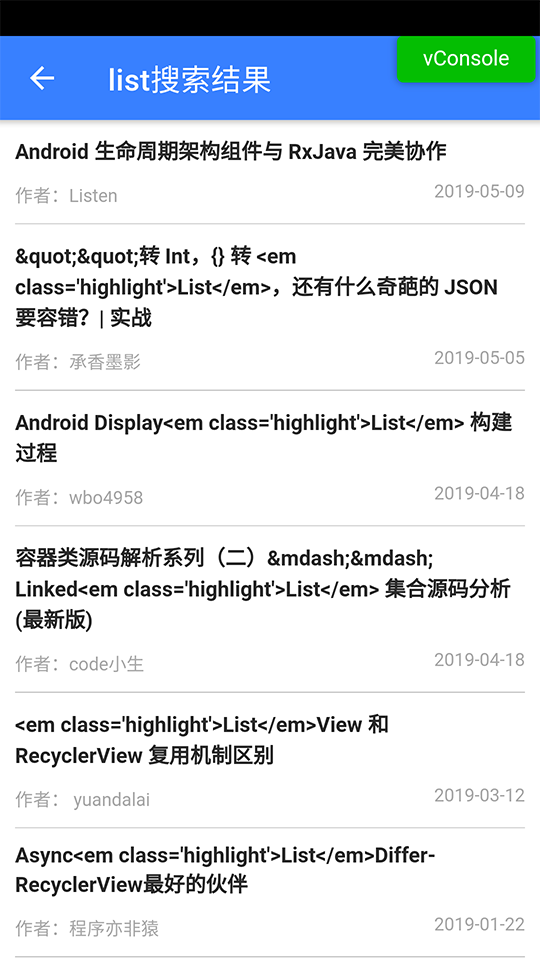 vConsole
list搜索结果
Android 生命周期架构组件与 RxJava 完美协作
作者：Listen
2019-05-09
&quot;&quot;转 Int，{} 转 <em
class='highlight'>List</em>，还有什么奇葩的 JSON
要容错？| 实战
作者：承香墨影
2019-05-05
Android Display<em class='highlight'>List</em> 构建
过程
作者：wbo4958
2019-04-18
容器类源码解析系列（二）&mdash;&mdash;
Linked<em class='highlight'>List</em> 集合源码分析
(最新版)
作者：code小生
2019-04-18
<em class='highlight'>List</em>View 和
RecyclerView 复用机制区别
作者： yuandalai
2019-03-12
Async<em class='highlight'>List</em>Differ-
RecyclerView最好的伙伴
作者：程序亦非猿
2019-01-22